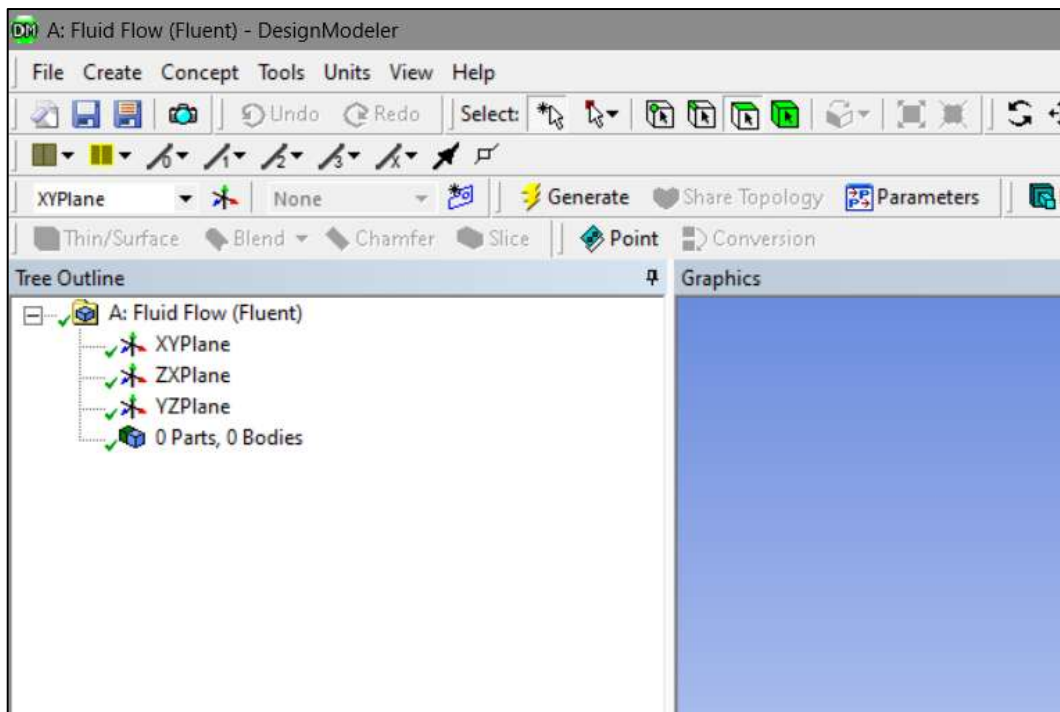 DM A: Fluid Flow (Fluent) - DesignModeler
File Create Concept Tools Units View Help
Undo Redo Select:
XYPlane None Generate Share Topology Parameters
Thin/Surface Blend Chamfer Slice Point Conversion
Tree Outline Graphics
A: Fluid Flow (Fluent)
XYPlane
ZXPlane
YZPlane
0 Parts, 0 Bodies